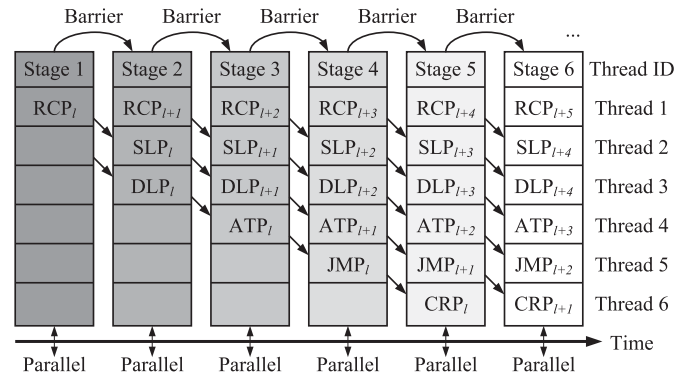 Barrier Barrier Barrier Barrier Barrier ...
Stage 1 Stage 2 Stage 3 Stage 4 Stage 5 Stage 6 Thread ID
RCPl RCPl+1 RCPl+2 RCPl+3 RCPl+4 RCPl+5 Thread 1
SLPl SLPl+1 SLPl+2 SLPl+3 SLPl+4 Thread 2
DLPl DLPl+1 DLPl+2 DLPl+3 DLPl+4 Thread 3
ATPl ATPl+1 ATPl+2 ATPl+3 Thread 4
JMPl JMPl+1 JMPl+2 Thread 5
CRPl CRPl+1 Thread 6
Time
Parallel Parallel Parallel Parallel Parallel Parallel